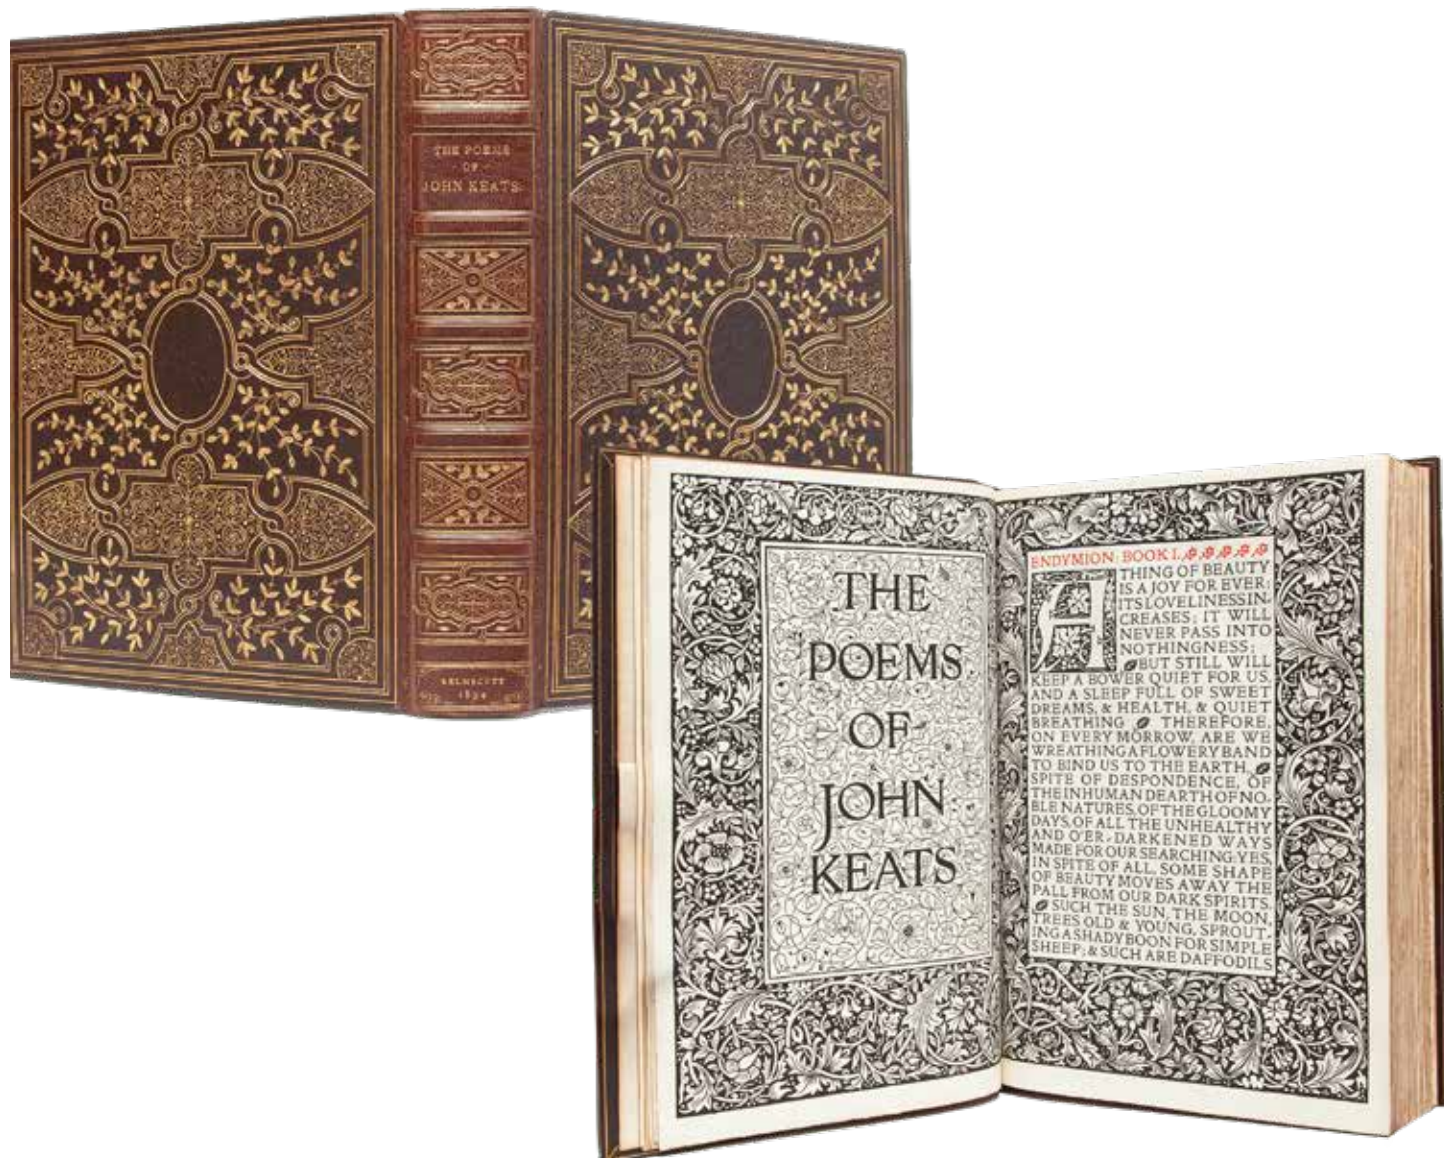 THE POEMS
OF
JOHN KEATS
KELMSCOTT
1894
THE
POEMS
OF
JOHN
KEATS
ENDYMION: BOOK I.
A THING OF BEAUTY
IS A JOY FOR EVER:
ITS LOVELINESS IN-
CREASES; IT WILL
NEVER PASS INTO
NOTHINGNESS;
BUT STILL WILL
KEEP A BOWER QUIET FOR US,
AND A SLEEP FULL OF SWEET
DREAMS, & HEALTH, & QUIET
BREATHING. THEREFORE,
ON EVERY MORROW, ARE WE
WREATHING A FLOWERY BAND
TO BIND US TO THE EARTH,
SPITE OF DESPONDENCE, OF
THE INHUMAN DEARTH OF NO-
BLE NATURES, OF THE GLOOMY
DAYS, OF ALL THE UNHEALTHY
AND O'ER-DARKENED WAYS
MADE FOR OUR SEARCHING: YES,
IN SPITE OF ALL, SOME SHAPE
OF BEAUTY MOVES AWAY THE
PALL FROM OUR DARK SPIRITS.
SUCH THE SUN, THE MOON,
TREES OLD & YOUNG, SPROUT-
ING A SHADY BOON FOR SIMPLE
SHEEP; & SUCH ARE DAFFODILS